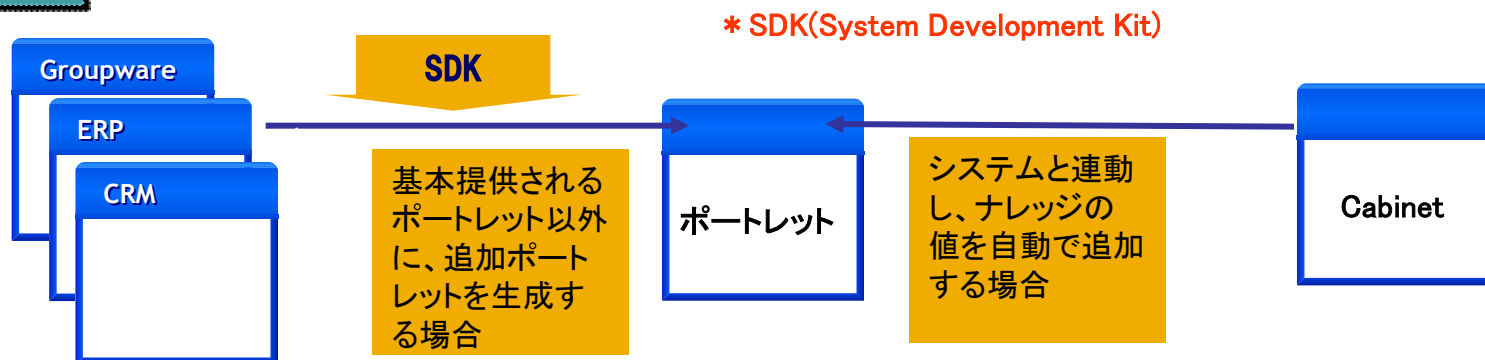 * SDK(System Development Kit)
Groupware
ERP
CRM
SDK
基本提供される
ポートレット以外
に、追加ポート
レットを生成す
る場合
ポートレット
システムと連動
し、ナレッジの
値を自動で追加
する場合
Cabinet